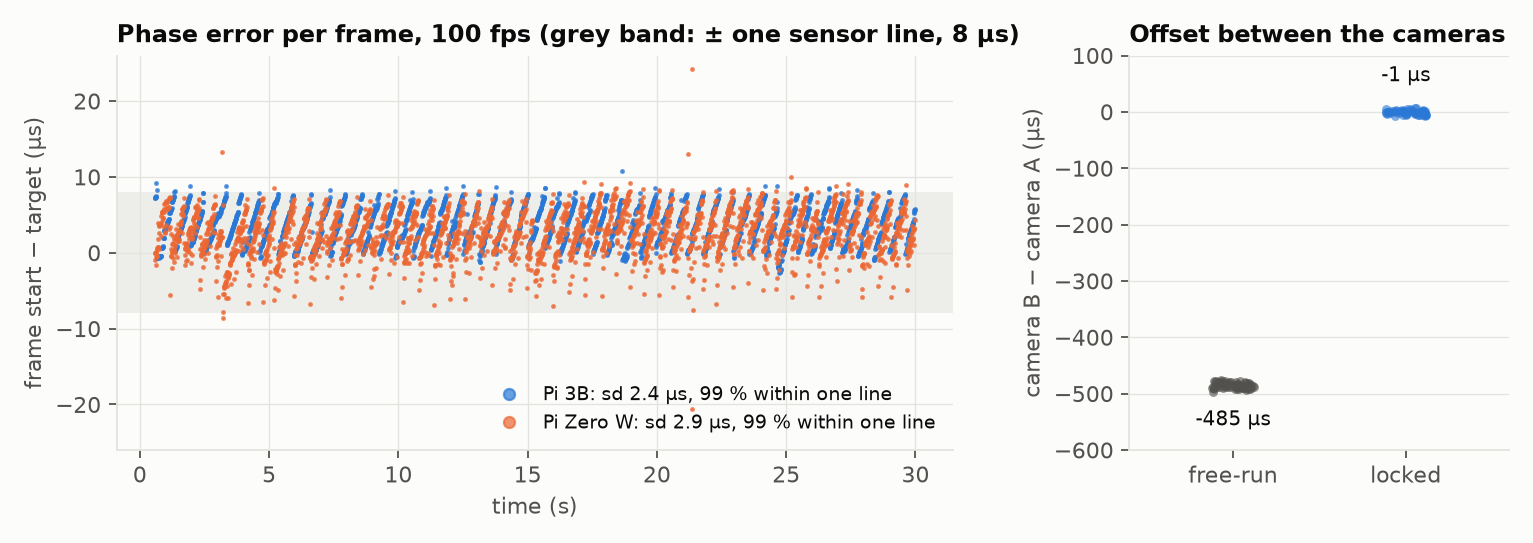 Phase error per frame, 100 fps (grey band: ± one sensor line, 8 µs)
frame start − target (µs)
20
10
0
−10
−20
Pi 3B: sd 2.4 µs, 99 % within one line
Pi Zero W: sd 2.9 µs, 99 % within one line
0 5 10 15 20 25 30
time (s)
Offset between the cameras
camera B − camera A (µs)
100
0
−100
−200
−300
−400
−500
−600
-1 µs
-485 µs
free-run locked